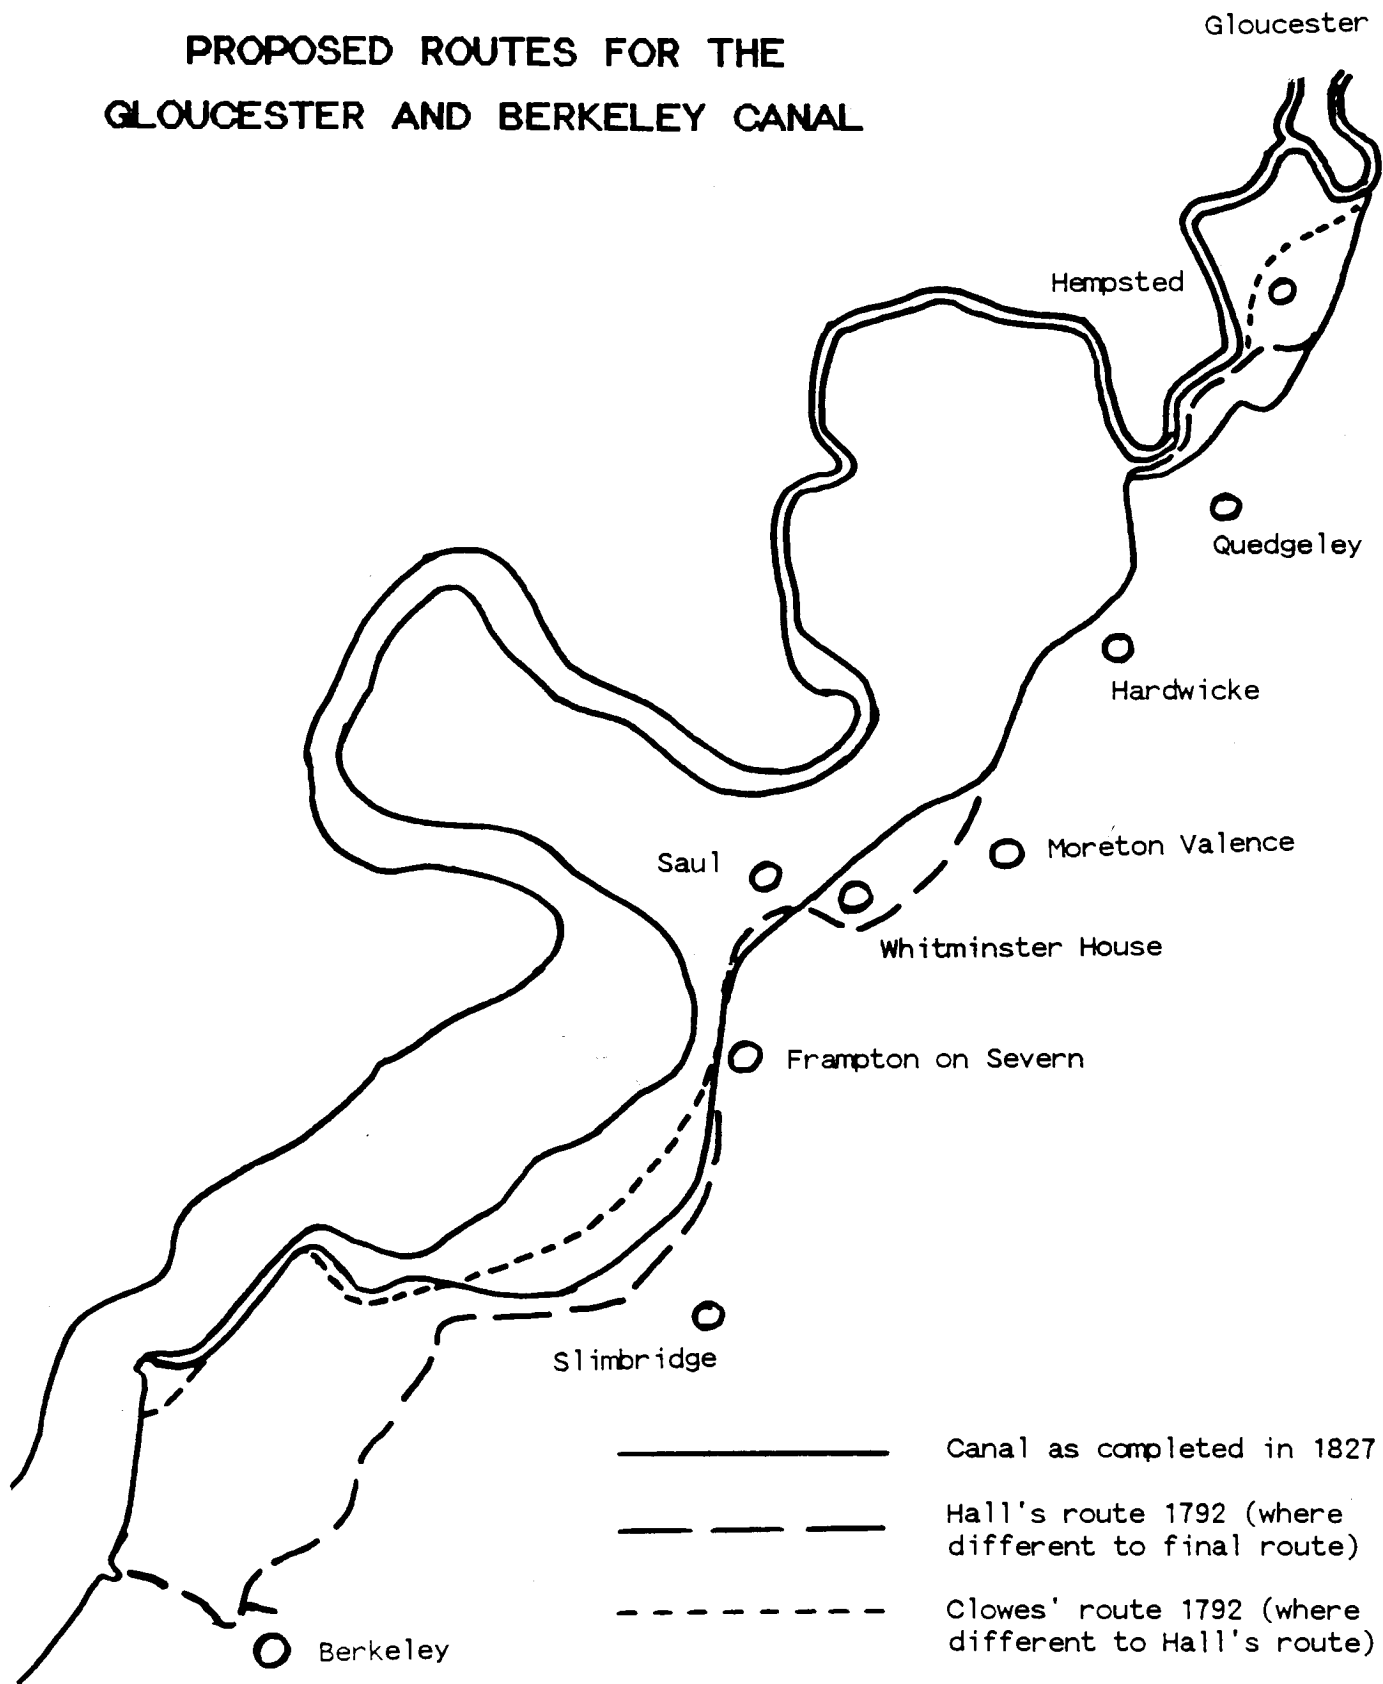 PROPOSED ROUTES FOR THE
GLOUCESTER AND BERKELEY CANAL
Gloucester
Hempsted
Quedgeley
Hardwicke
Saul
Moreton Valence
Whitminster House
Frampton on Severn
Slimbridge
Canal as completed in 1827
Hall's route 1792 (where
different to final route)
Clowes' route 1792 (where
different to Hall's route)
Berkeley